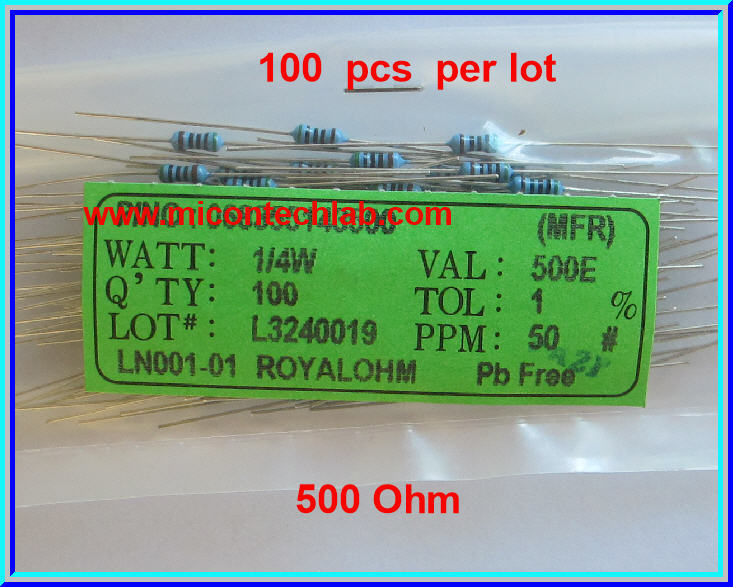 100 pcs per lot
www.micontechlab.com
(MFR)
WATT: 1/4W VAL: 500E
Q'TY: 100 TOL: 1 %
LOT#: L3240019 PPM: 50 #
LN001-01 ROYALOHM Pb Free
500 Ohm